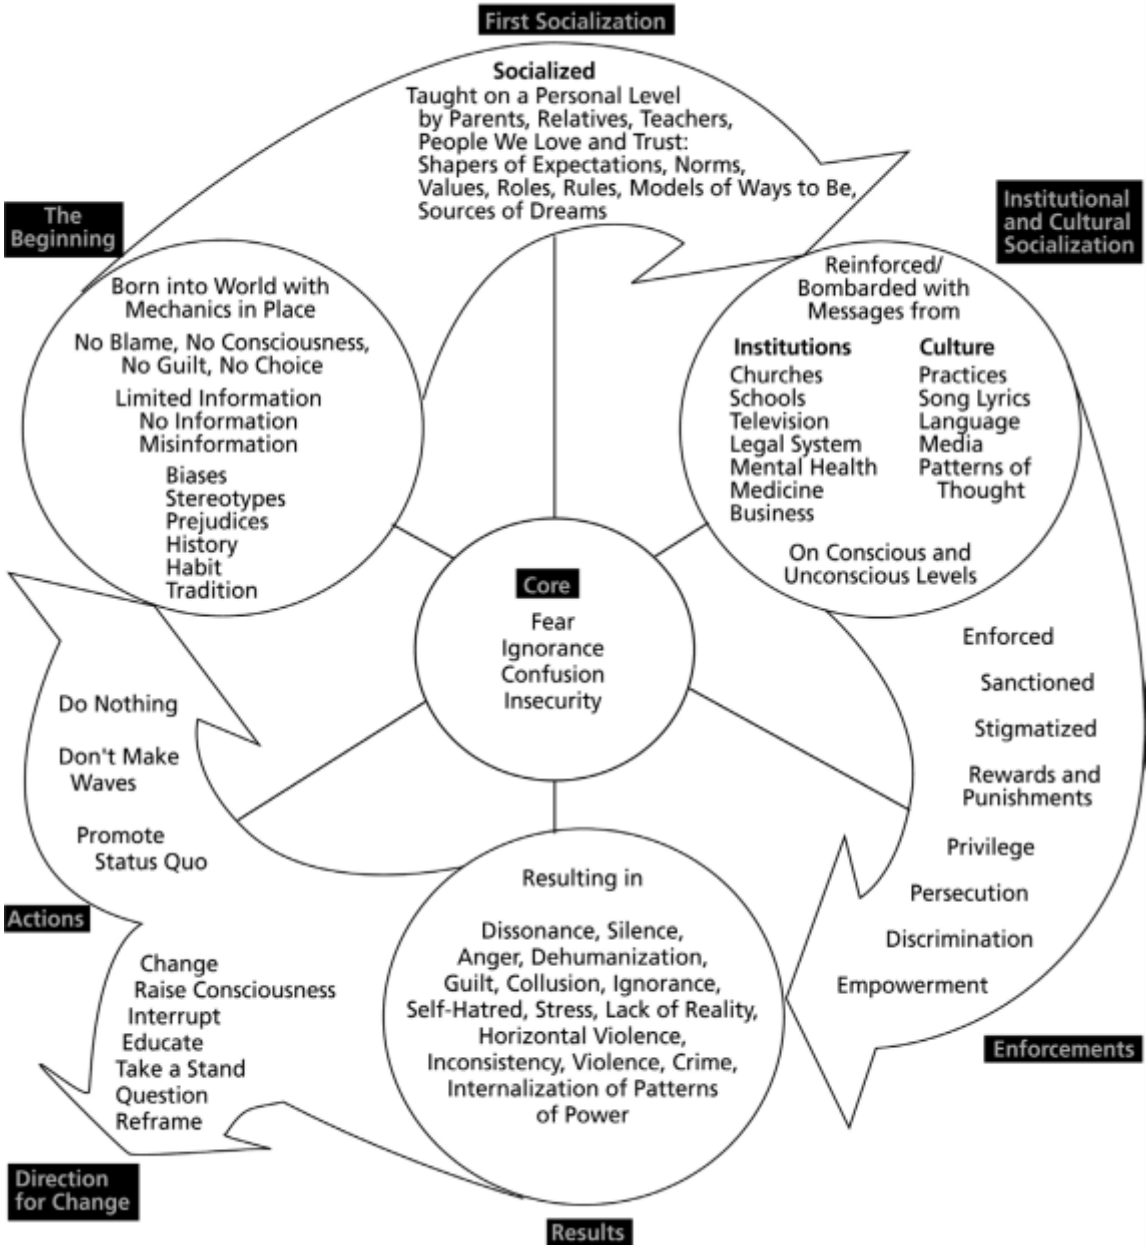 First Socialization
Socialized
Taught on a Personal Level
by Parents, Relatives, Teachers,
People We Love and Trust:
Shapers of Expectations, Norms,
Values, Roles, Rules, Models of Ways to Be,
Sources of Dreams
The
Beginning
Born into World with
Mechanics in Place
No Blame, No Consciousness,
No Guilt, No Choice
Limited Information
No Information
Misinformation
Biases
Stereotypes
Prejudices
History
Habit
Tradition
Institutional
and Cultural
Socialization
Reinforced/
Bombarded with
Messages from
Institutions
Churches
Schools
Television
Legal System
Mental Health
Medicine
Business
Culture
Practices
Song Lyrics
Language
Media
Patterns of
Thought
On Conscious and
Unconscious Levels
Core
Fear
Ignorance
Confusion
Insecurity
Enforced
Sanctioned
Stigmatized
Rewards and
Punishments
Privilege
Persecution
Discrimination
Empowerment
Enforcements
Resulting in
Dissonance, Silence,
Anger, Dehumanization,
Guilt, Collusion, Ignorance,
Self-Hatred, Stress, Lack of Reality,
Horizontal Violence,
Inconsistency, Violence, Crime,
Internalization of Patterns
of Power
Results
Do Nothing
Don't Make
Waves
Promote
Status Quo
Actions
Change
Raise Consciousness
Interrupt
Educate
Take a Stand
Question
Reframe
Direction
for Change